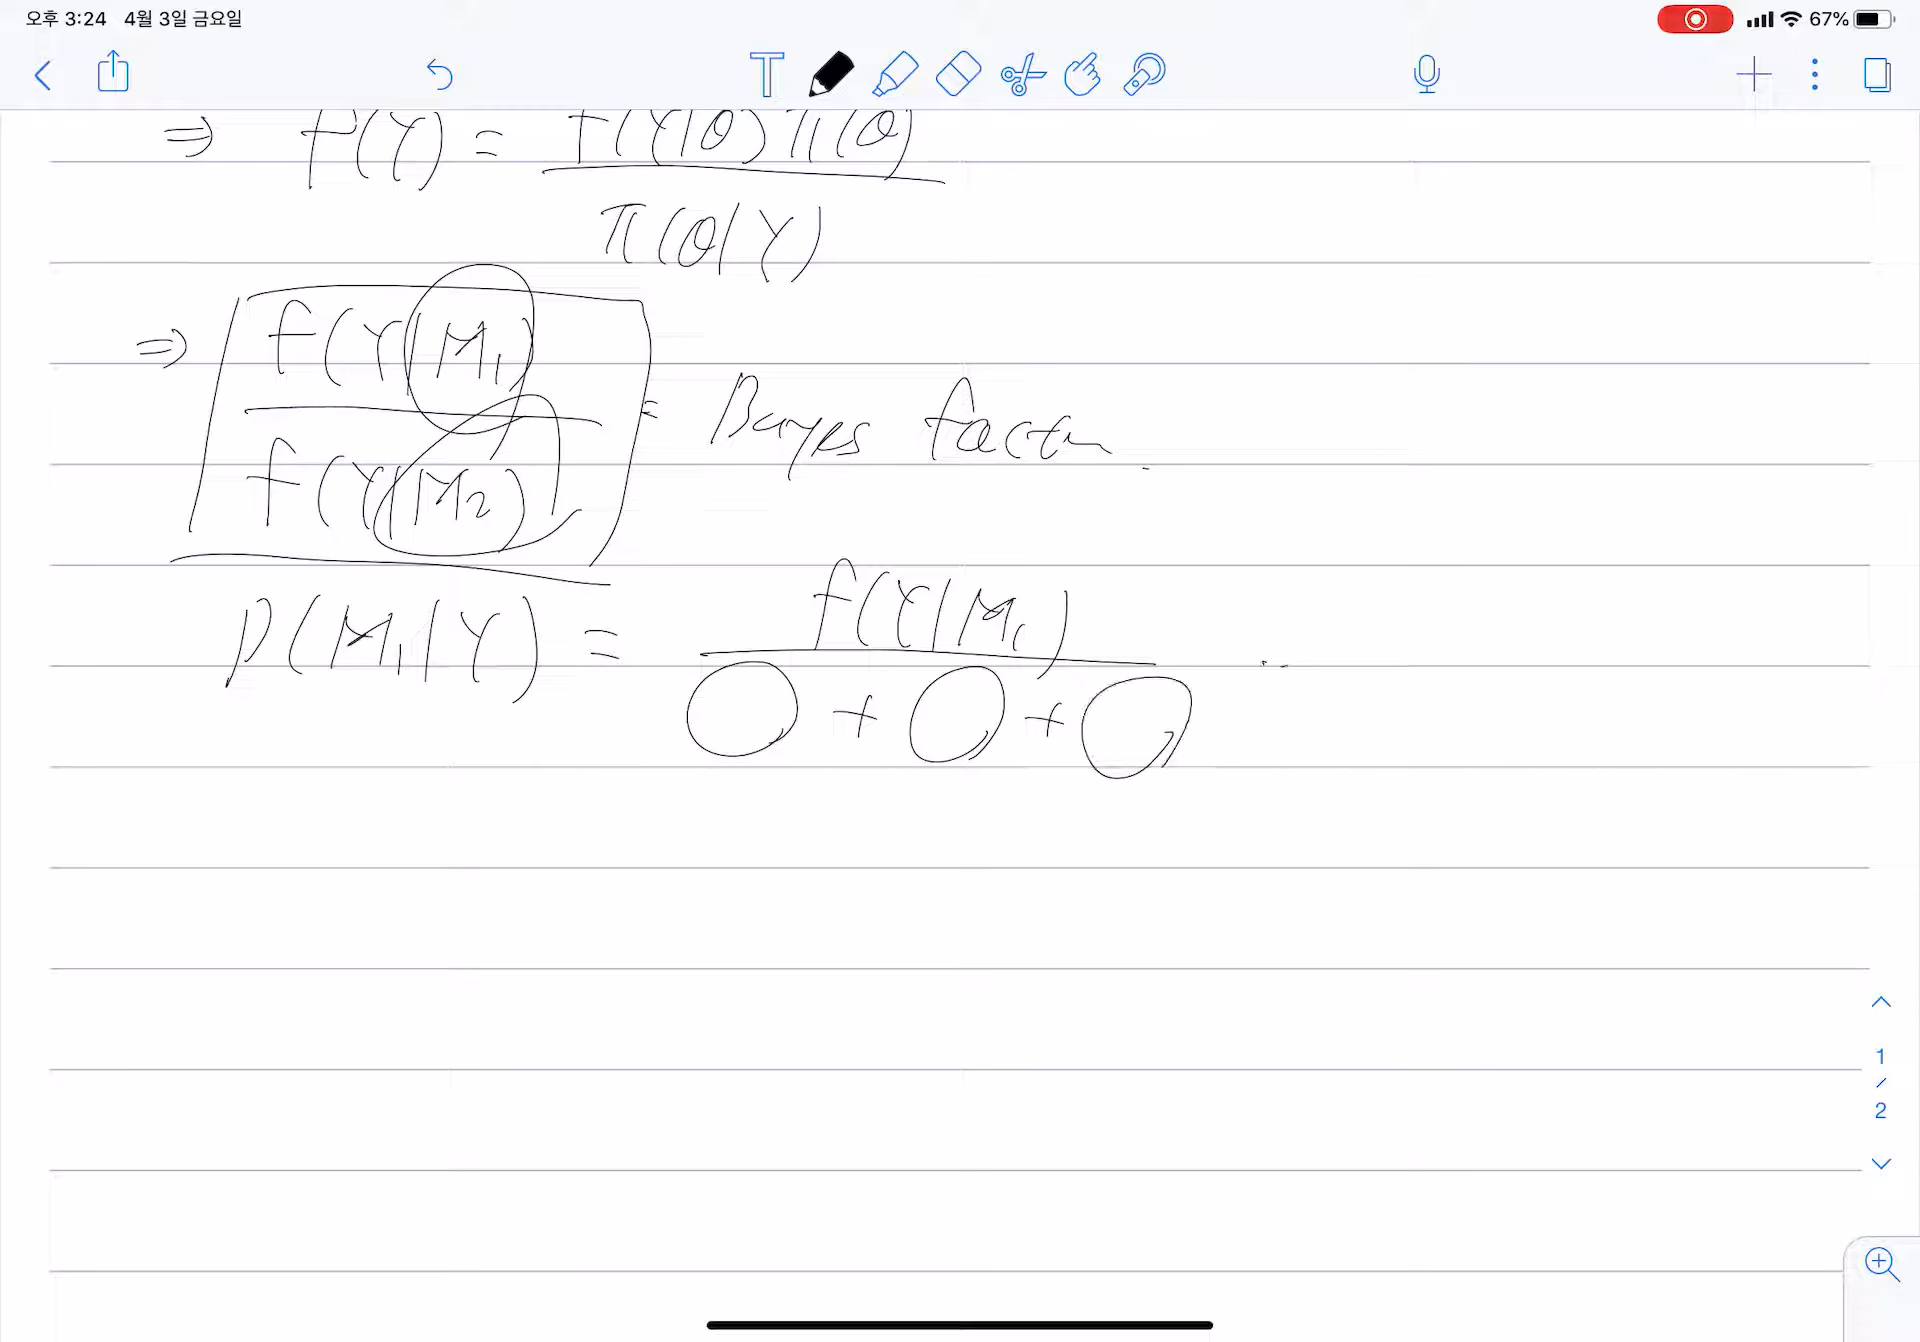 오후 3:24 4월 3일 금요일
67%
⇒ f(Y) = f(Y|θ) π(θ)
π(θ|Y)
⇒ f(Y|M₁)
f(Y|M₂)
= Bayes factor.
p(M₁|Y) = f(Y|M₁)
○ + ○ + ○
1
/
2